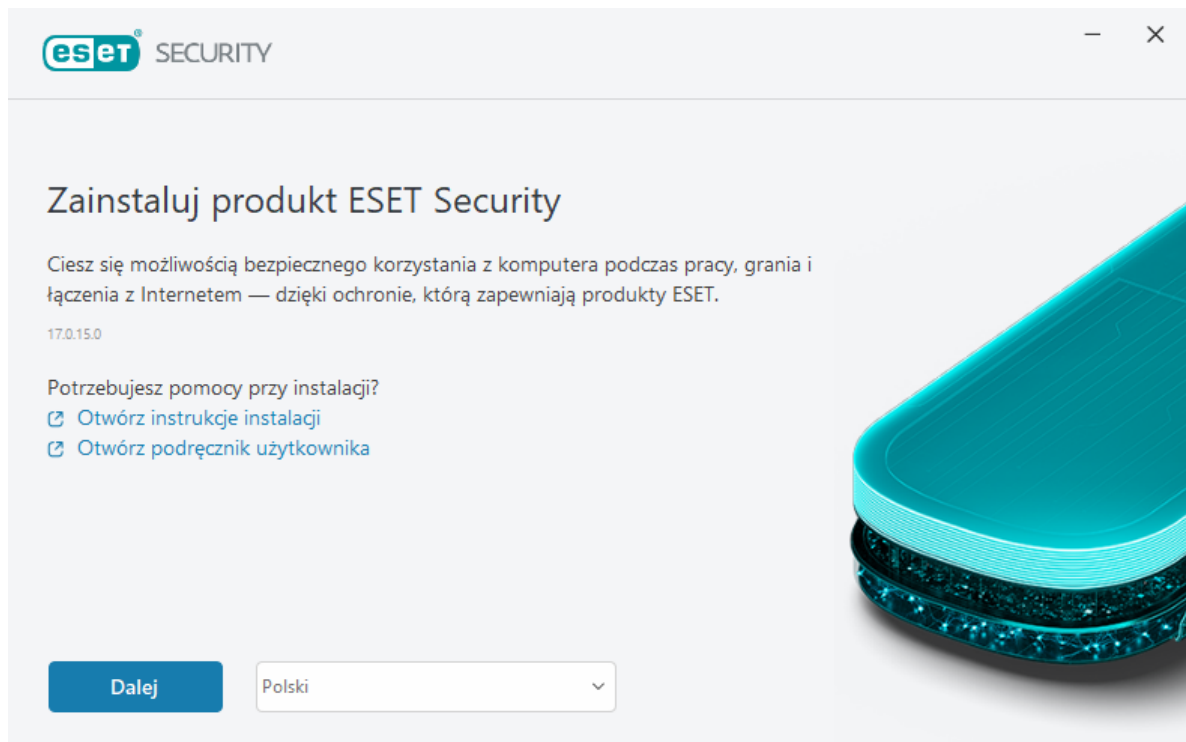 eset® SECURITY
Zainstaluj produkt ESET Security
Ciesz się możliwością bezpiecznego korzystania z komputera podczas pracy, grania i
łączenia z Internetem — dzięki ochronie, którą zapewniają produkty ESET.
17.0.15.0
Potrzebujesz pomocy przy instalacji?
Otwórz instrukcje instalacji
Otwórz podręcznik użytkownika
Dalej
Polski